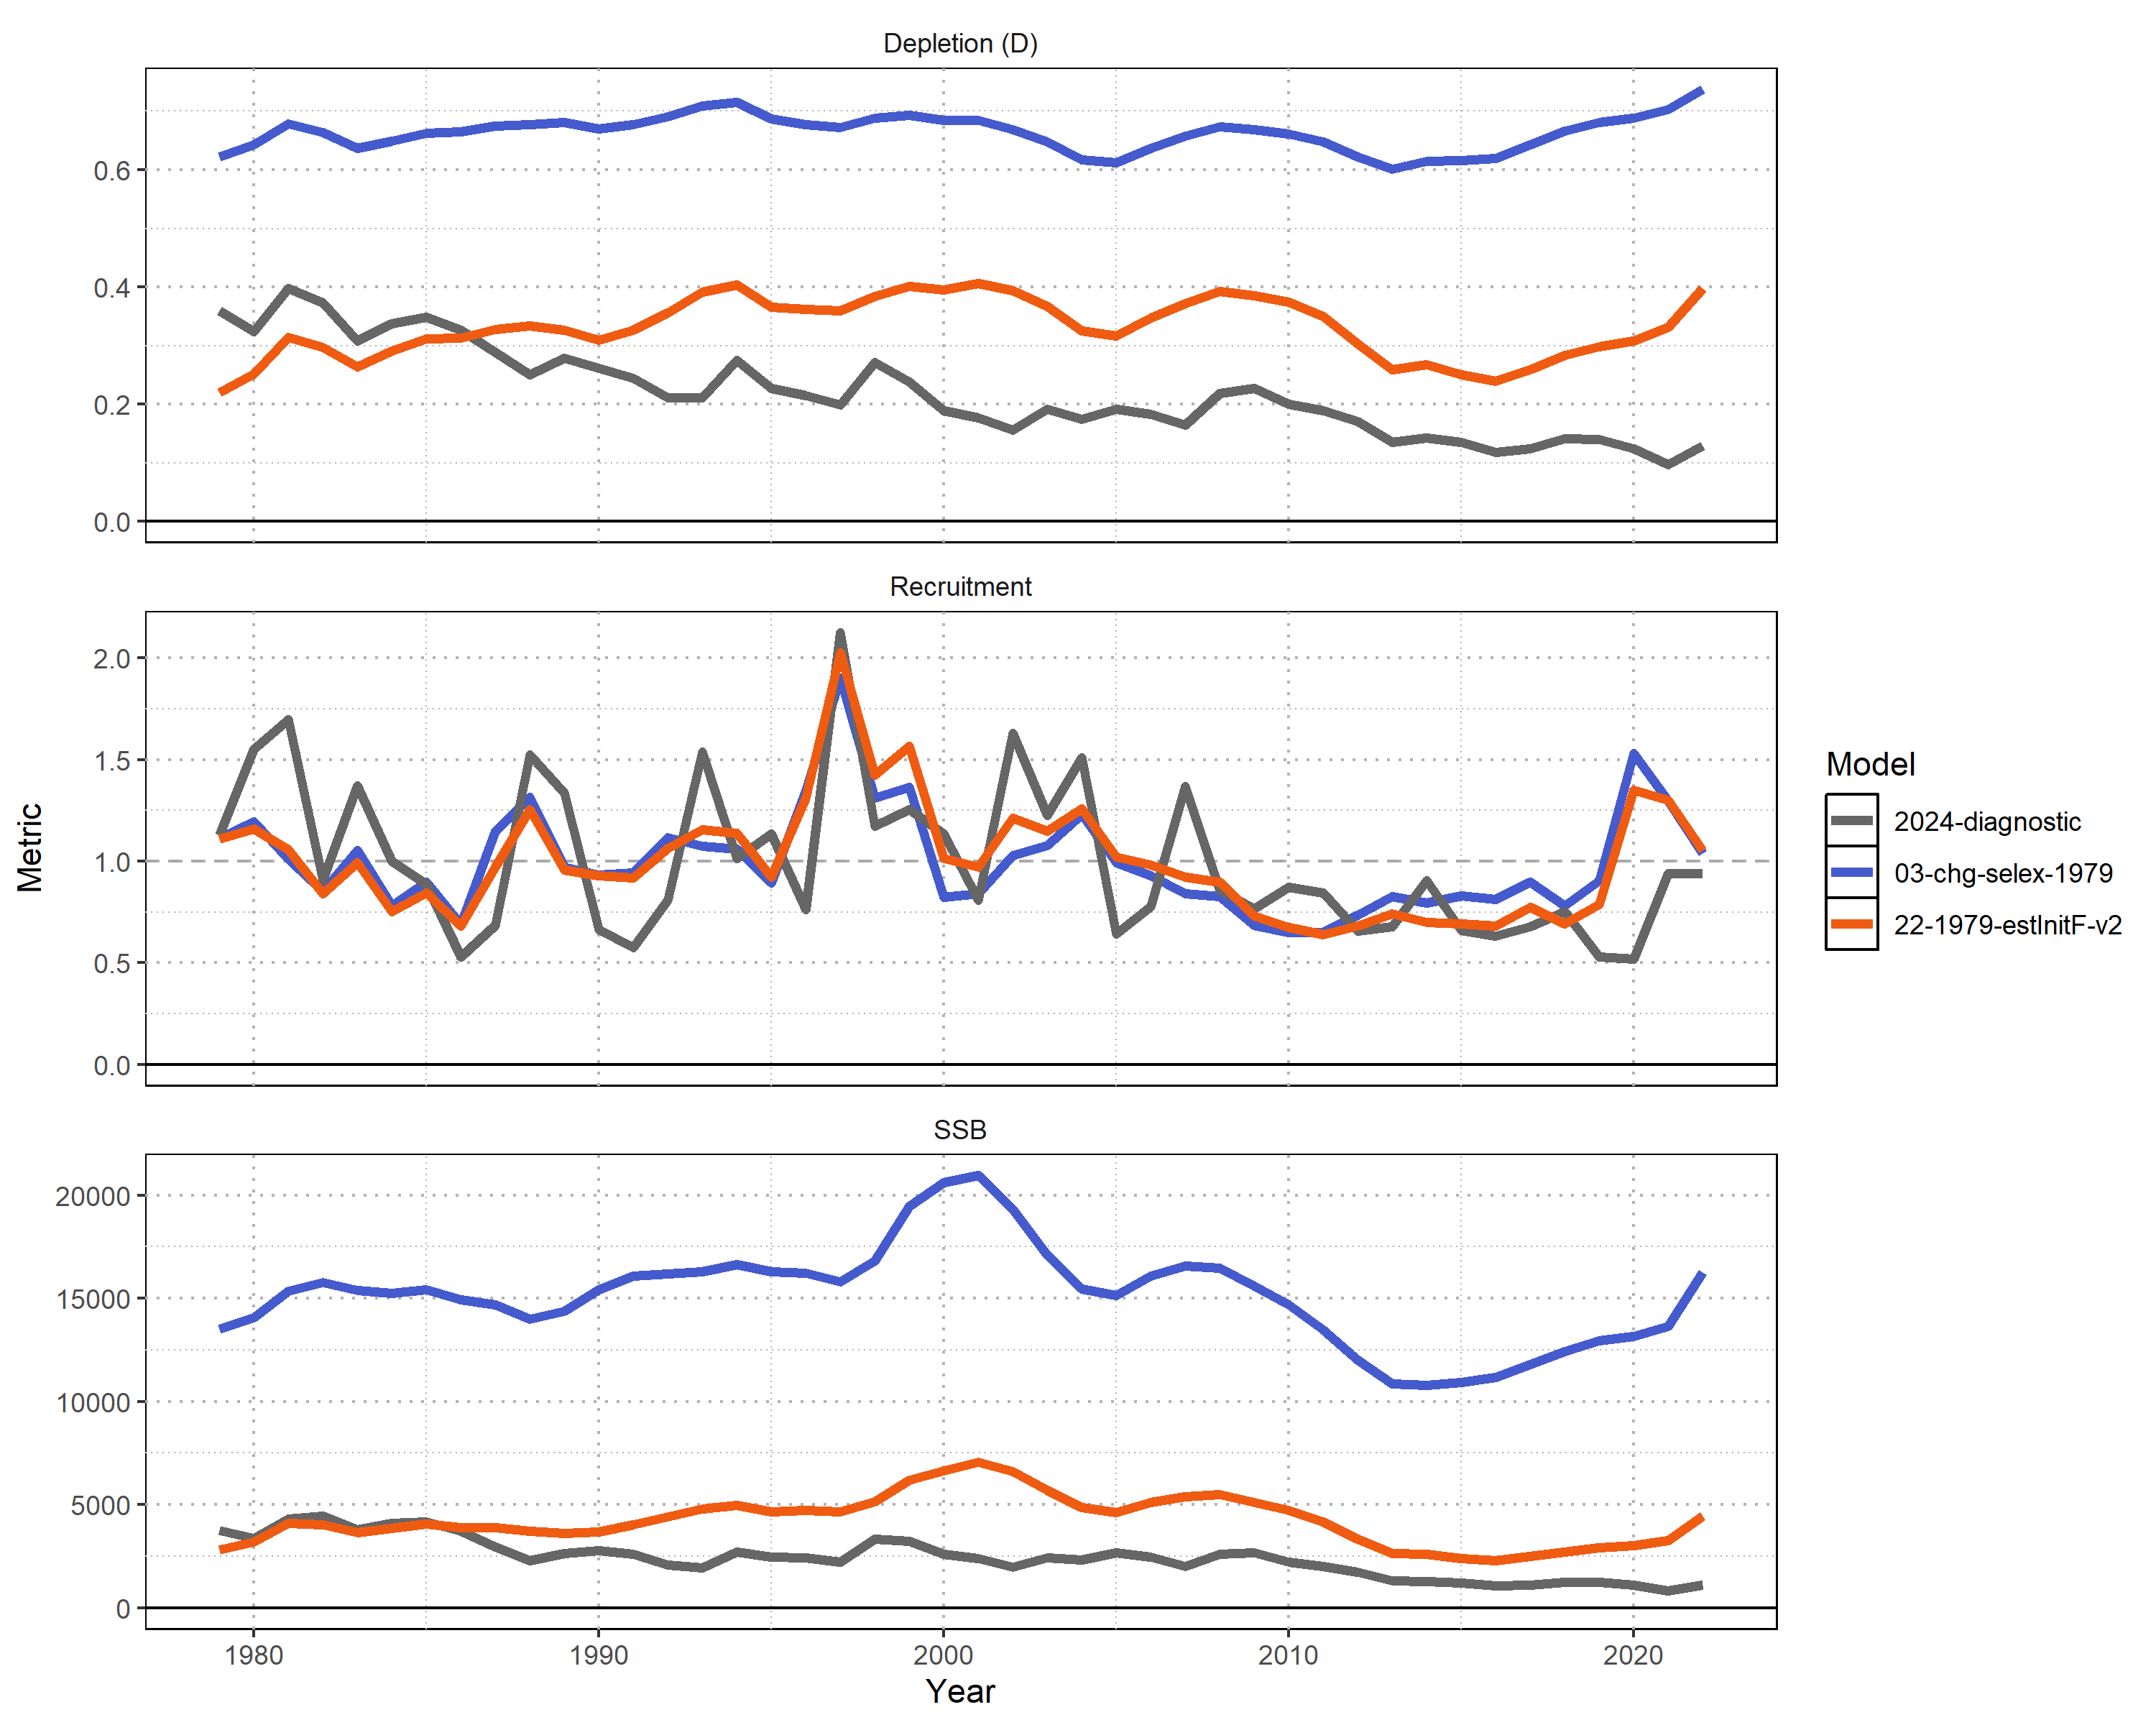 Depletion (D)
0.6
0.4
0.2
0.0
Recruitment
2.0
1.5
1.0
0.5
0.0
SSB
20000
15000
10000
5000
0
1980 1990 2000 2010 2020
Year
Metric
Model
2024-diagnostic
03-chg-selex-1979
22-1979-estInitF-v2